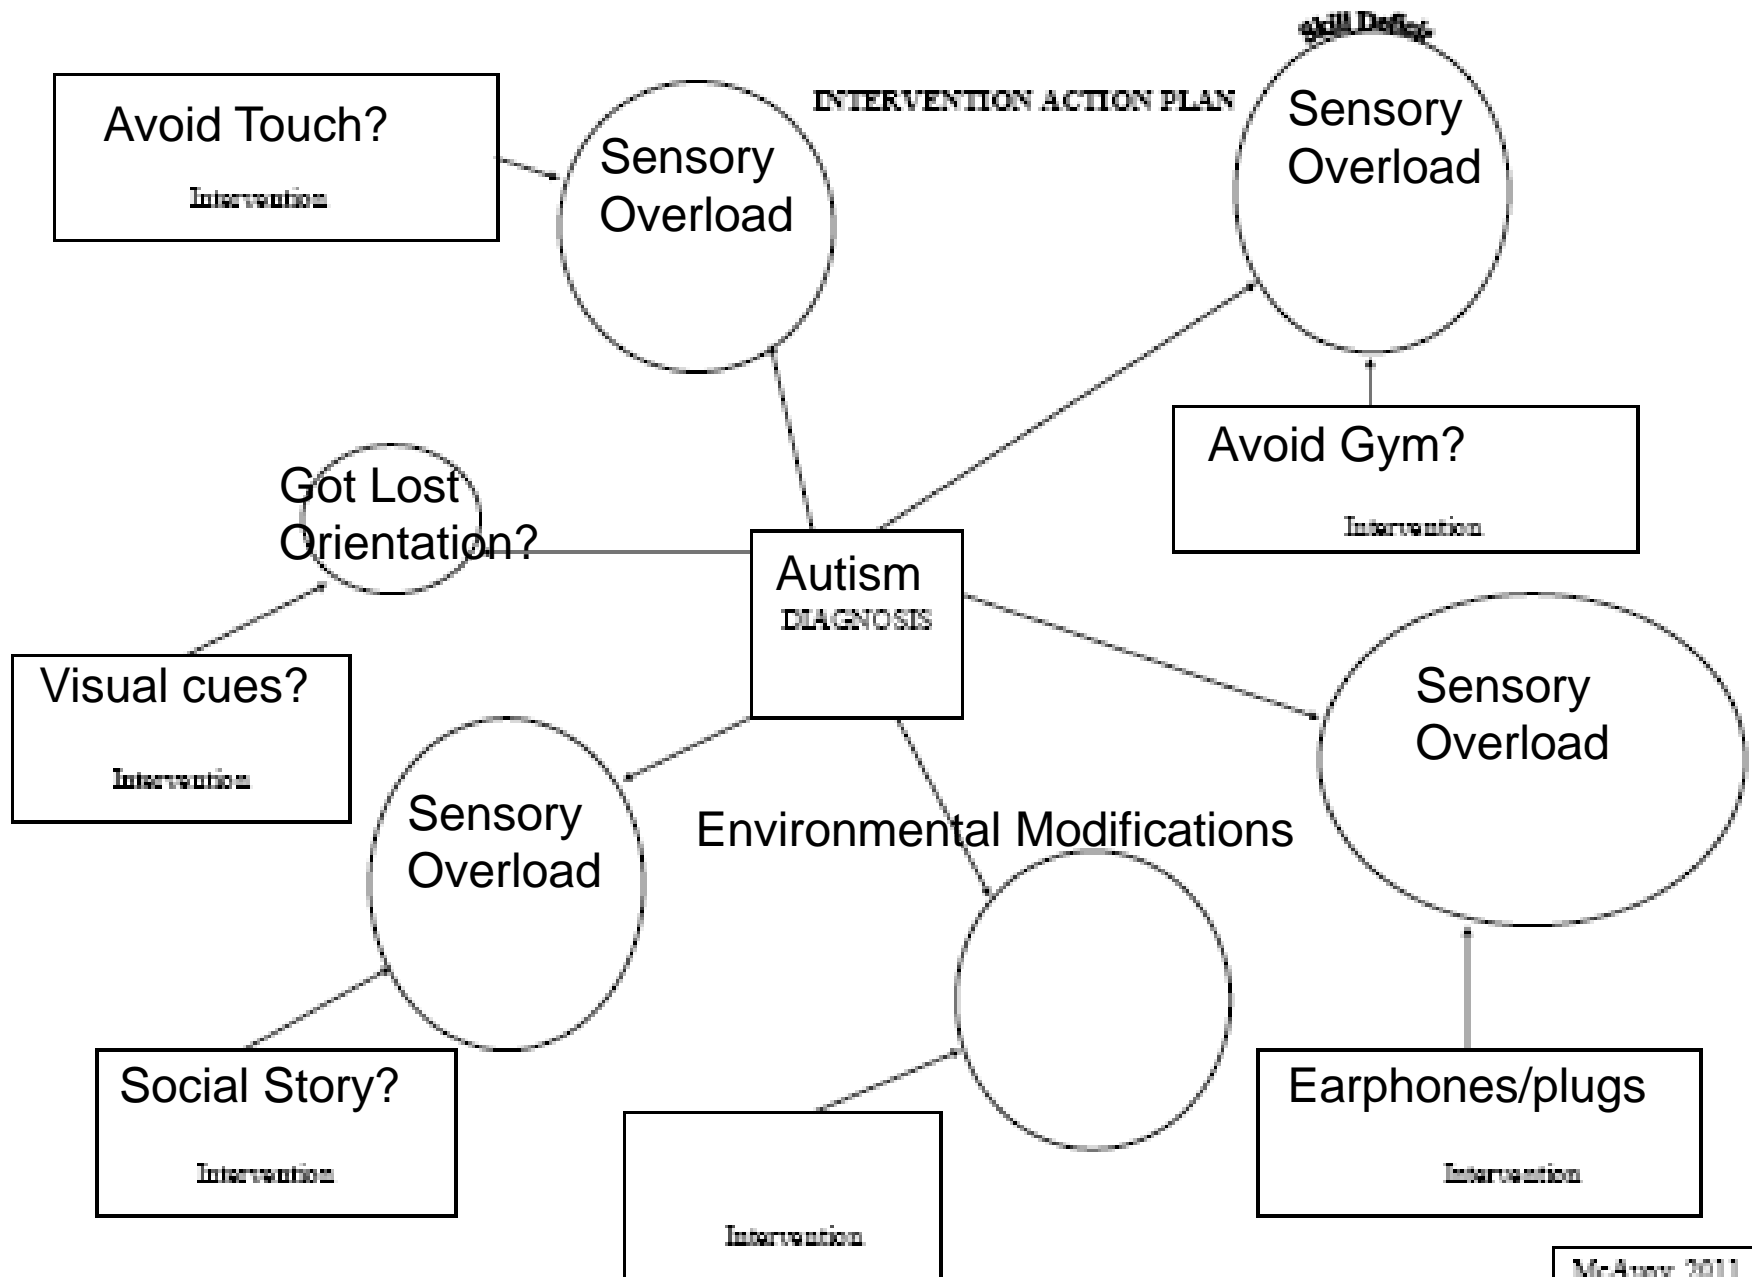 Skill Deficit
INTERVENTION ACTION PLAN
Avoid Touch?
Intervention
Sensory
Overload
Sensory
Overload
Avoid Gym?
Intervention
Got Lost
Orientation?
Autism
DIAGNOSIS
Visual cues?
Intervention
Sensory
Overload
Sensory
Overload
Environmental Modifications
Social Story?
Intervention
Earphones/plugs
Intervention
Intervention
2011